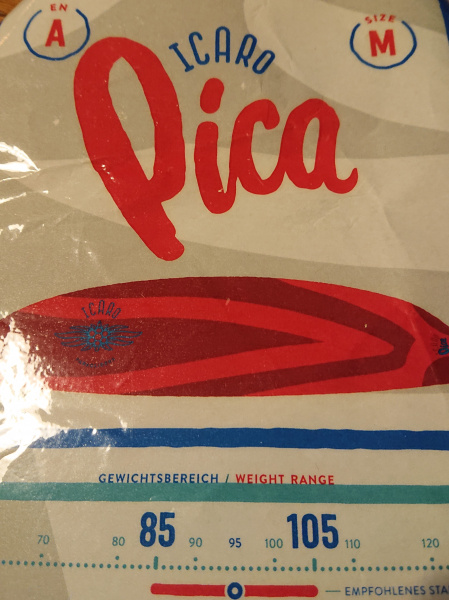 EN
A
SIZE
M
ICARO
Pica
ICARO
GEWICHTSBEREICH / WEIGHT RANGE
70 80 85 90 95 100 105 110 120
EMPFOHLENES